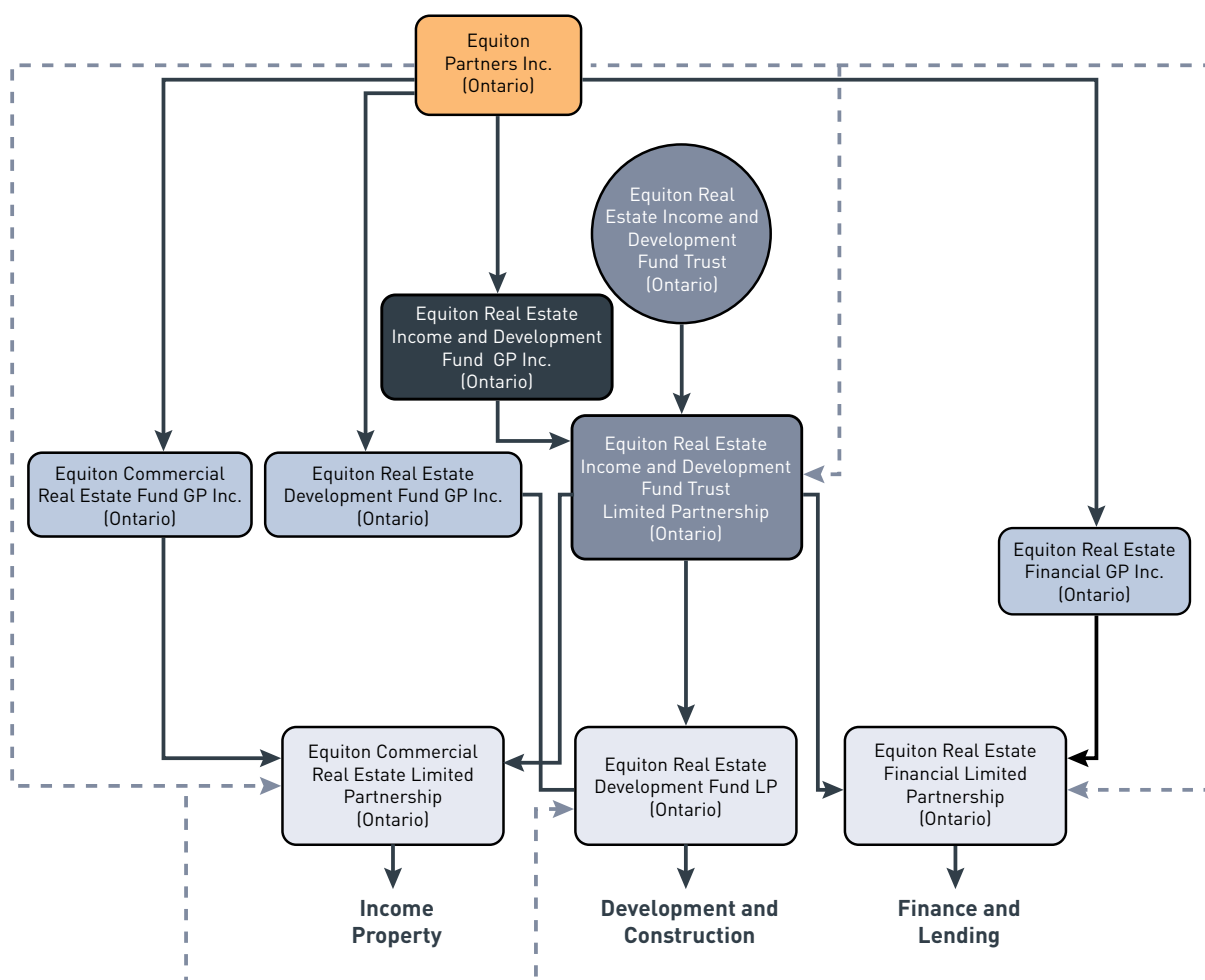 Equiton
Partners Inc.
(Ontario)
Equiton Real
Estate Income and
Development
Fund Trust
(Ontario)
Equiton Real Estate
Income and Development
Fund  GP Inc.
(Ontario)
Equiton Commercial
Real Estate Fund GP Inc.
(Ontario)
Equiton Real Estate
Development Fund GP Inc.
(Ontario)
Equiton Real Estate
Income and Development
Fund Trust
Limited Partnership
(Ontario)
Equiton Real Estate
Financial GP Inc.
(Ontario)
Equiton Commercial
Real Estate Limited
Partnership
(Ontario)
Equiton Real Estate
Development Fund LP
(Ontario)
Equiton Real Estate
Financial Limited
Partnership
(Ontario)
Income
Property
Development and
Construction
Finance and
Lending